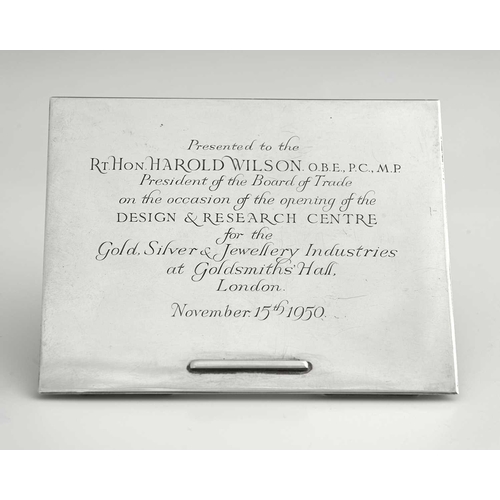 Presented to the
RT HON HAROLD WILSON. O.B.E., P.C., M.P.
President of the Board of Trade
on the occasion of the opening of the
DESIGN & RESEARCH CENTRE
for the
Gold, Silver & Jewellery Industries
at Goldsmiths' Hall,
London.
November. 15th 1950.